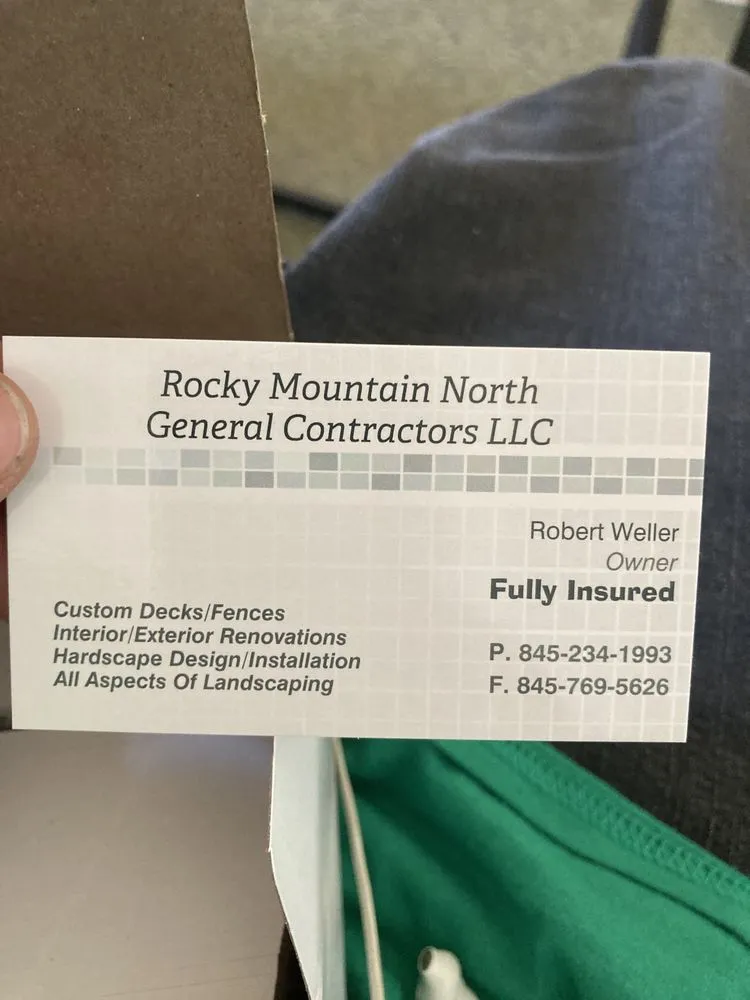 Rocky Mountain North
General Contractors LLC
Robert Weller
Owner
Fully Insured
Custom Decks/Fences
Interior/Exterior Renovations
Hardscape Design/Installation
All Aspects Of Landscaping
P. 845-234-1993
F. 845-769-5626